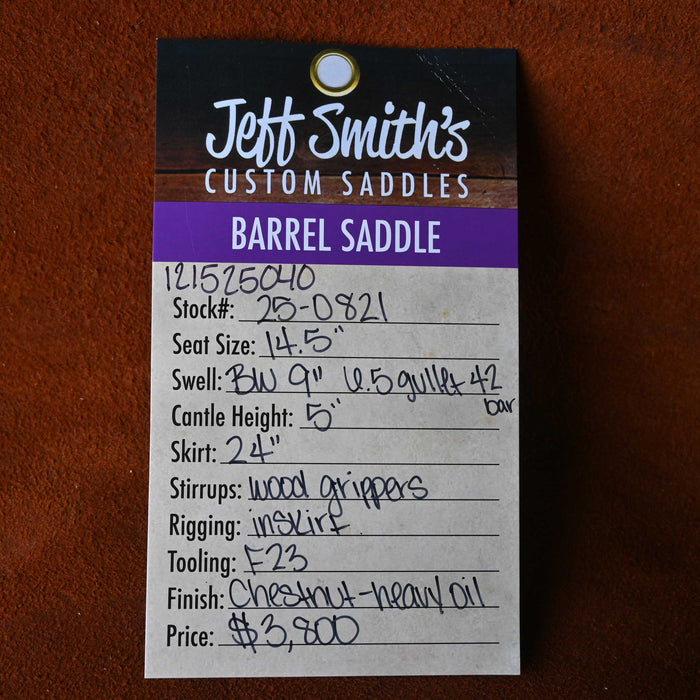 Jeff Smith's
CUSTOM SADDLES
BARREL SADDLE
121525040
Stock#: 25-0821
Seat Size: 14.5"
Swell: BW 9" 6.5 gullet 42
bar
Cantle Height: 5"
Skirt: 24"
Stirrups: wood grippers
Rigging: inskirt
Tooling: F23
Finish: Chestnut-heavy oil
Price: $3,800